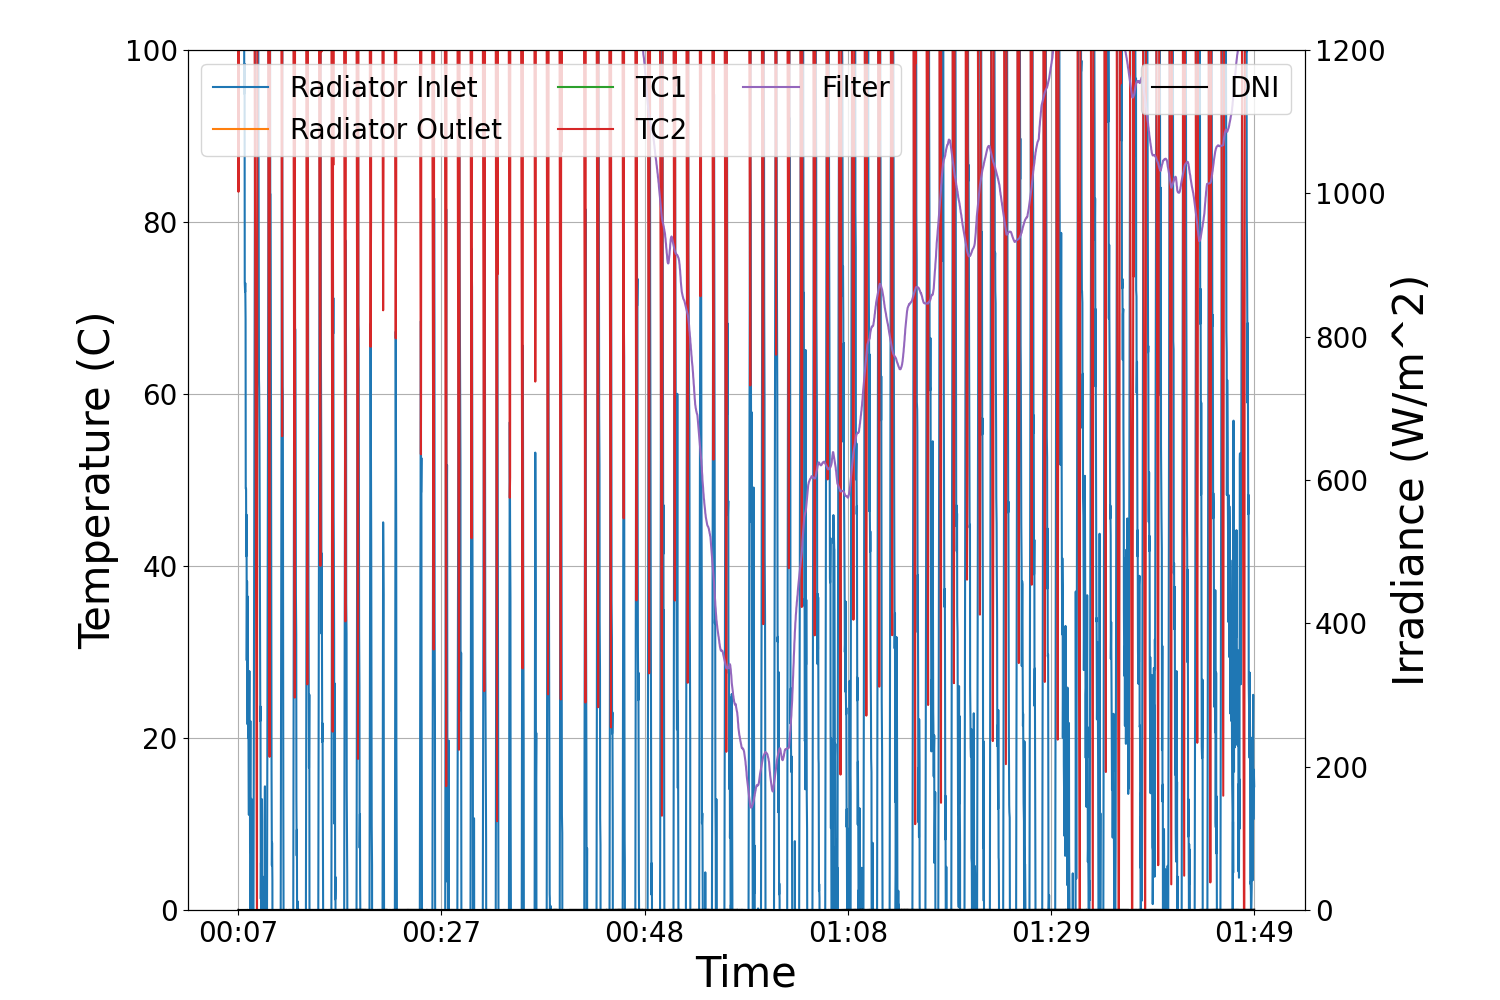 100
80
60
40
20
0
Temperature (C)
Radiator Inlet
Radiator Outlet
TC1
TC2
Filter
DNI
1200
1000
800
600
400
200
0
Irradiance (W/m^2)
00:07
00:27
00:48
01:08
01:29
01:49
Time